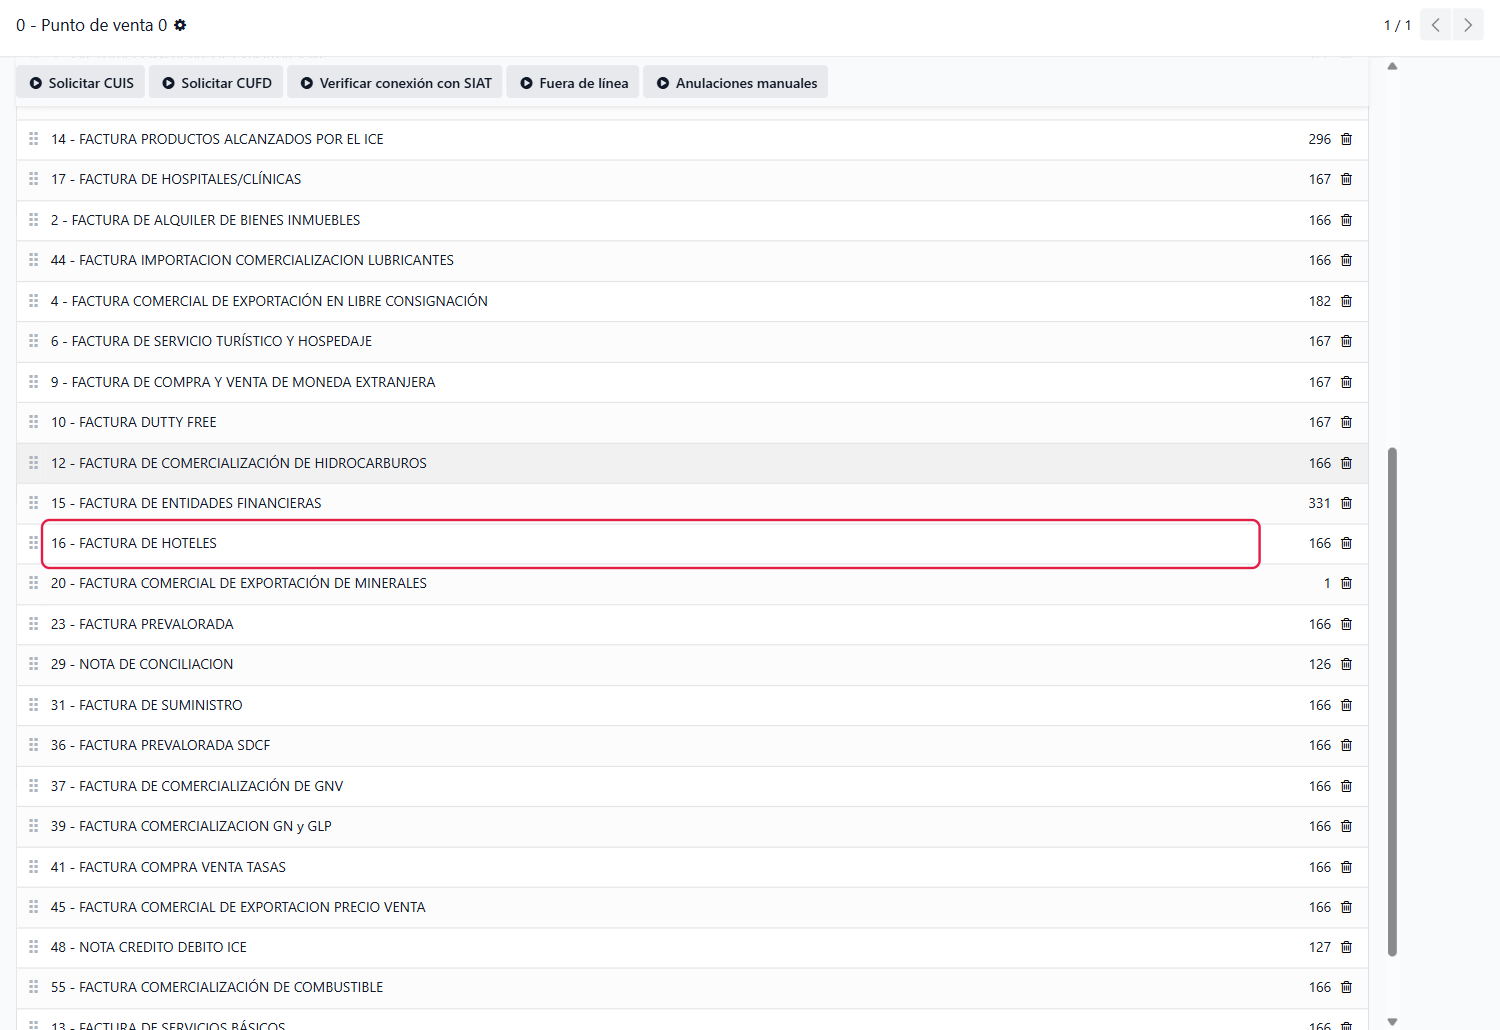 0 - Punto de venta 0
1 / 1
Solicitar CUIS
Solicitar CUFD
Verificar conexión con SIAT
Fuera de línea
Anulaciones manuales
14 - FACTURA PRODUCTOS ALCANZADOS POR EL ICE 296
17 - FACTURA DE HOSPITALES/CLÍNICAS 167
2 - FACTURA DE ALQUILER DE BIENES INMUEBLES 166
44 - FACTURA IMPORTACION COMERCIALIZACION LUBRICANTES 166
4 - FACTURA COMERCIAL DE EXPORTACIÓN EN LIBRE CONSIGNACIÓN 182
6 - FACTURA DE SERVICIO TURÍSTICO Y HOSPEDAJE 167
9 - FACTURA DE COMPRA Y VENTA DE MONEDA EXTRANJERA 167
10 - FACTURA DUTTY FREE 167
12 - FACTURA DE COMERCIALIZACIÓN DE HIDROCARBUROS 166
15 - FACTURA DE ENTIDADES FINANCIERAS 331
16 - FACTURA DE HOTELES 166
20 - FACTURA COMERCIAL DE EXPORTACIÓN DE MINERALES 1
23 - FACTURA PREVALORADA 166
29 - NOTA DE CONCILIACION 126
31 - FACTURA DE SUMINISTRO 166
36 - FACTURA PREVALORADA SDCF 166
37 - FACTURA DE COMERCIALIZACIÓN DE GNV 166
39 - FACTURA COMERCIALIZACION GN y GLP 166
41 - FACTURA COMPRA VENTA TASAS 166
45 - FACTURA COMERCIAL DE EXPORTACION PRECIO VENTA 166
48 - NOTA CREDITO DEBITO ICE 127
55 - FACTURA COMERCIALIZACIÓN DE COMBUSTIBLE 166
13 - FACTURA DE SERVICIOS BÁSICOS 166